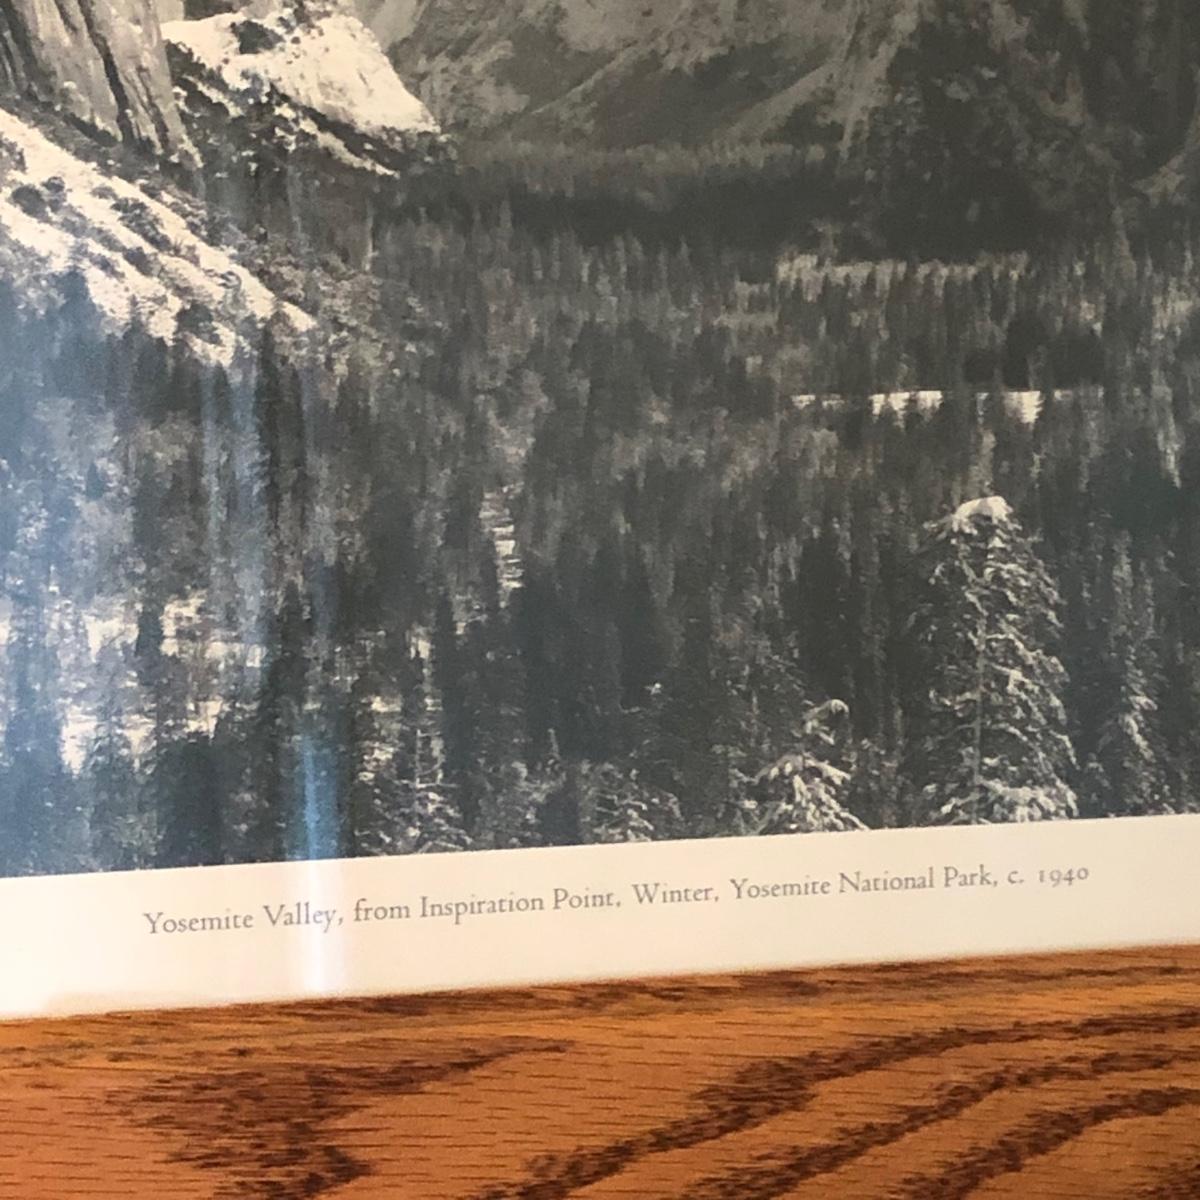 Yosemite Valley, from Inspiration Point, Winter, Yosemite National Park, c. 1940